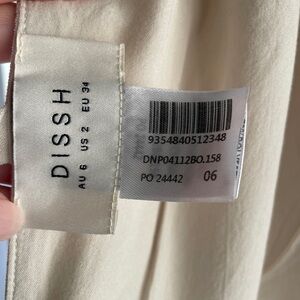 DISSH
AU 6 US 2 EU 34
9354840512348
DNP04112BO.158
PO 24442 06